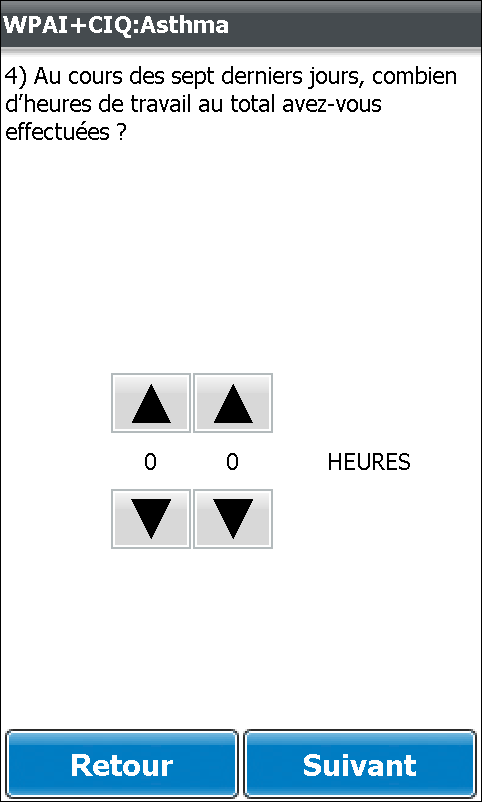 WPAI+CIQ:Asthma
4) Au cours des sept derniers jours, combien
d’heures de travail au total avez-vous
effectuées ?
0 0 HEURES
Retour Suivant